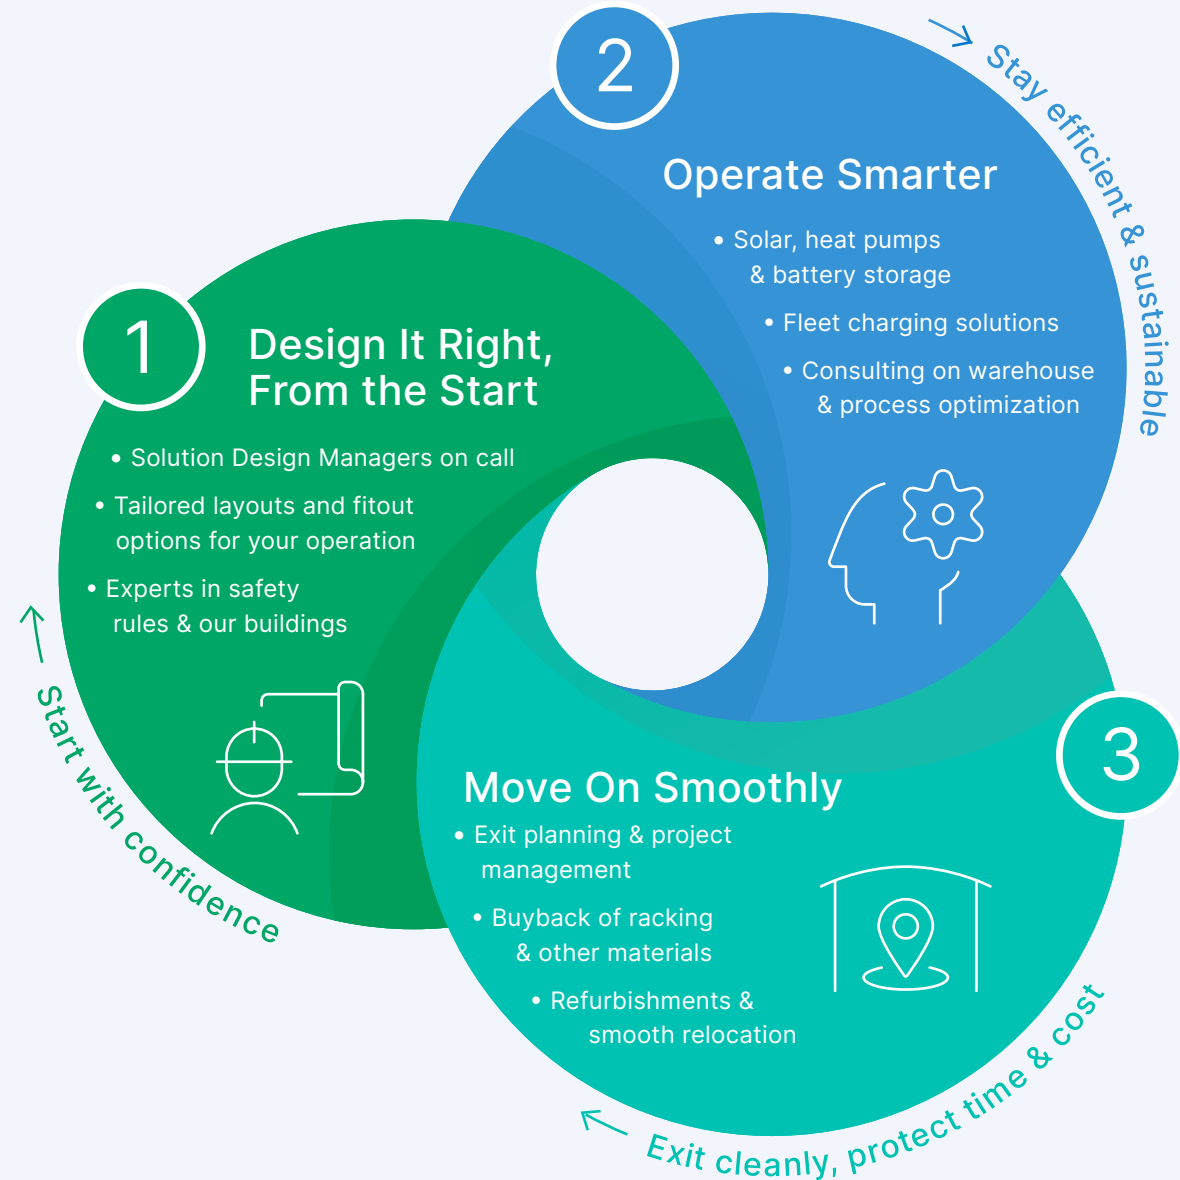 1
Design It Right,
From the Start
• Solution Design Managers on call
• Tailored layouts and fitout
options for your operation
• Experts in safety
rules & our buildings
Start with confidence
2
Operate Smarter
• Solar, heat pumps
& battery storage
• Fleet charging solutions
• Consulting on warehouse
& process optimization
Stay efficient & sustainable
3
Move On Smoothly
• Exit planning & project
management
• Buyback of racking
& other materials
• Refurbishments &
smooth relocation
Exit cleanly, protect time & cost